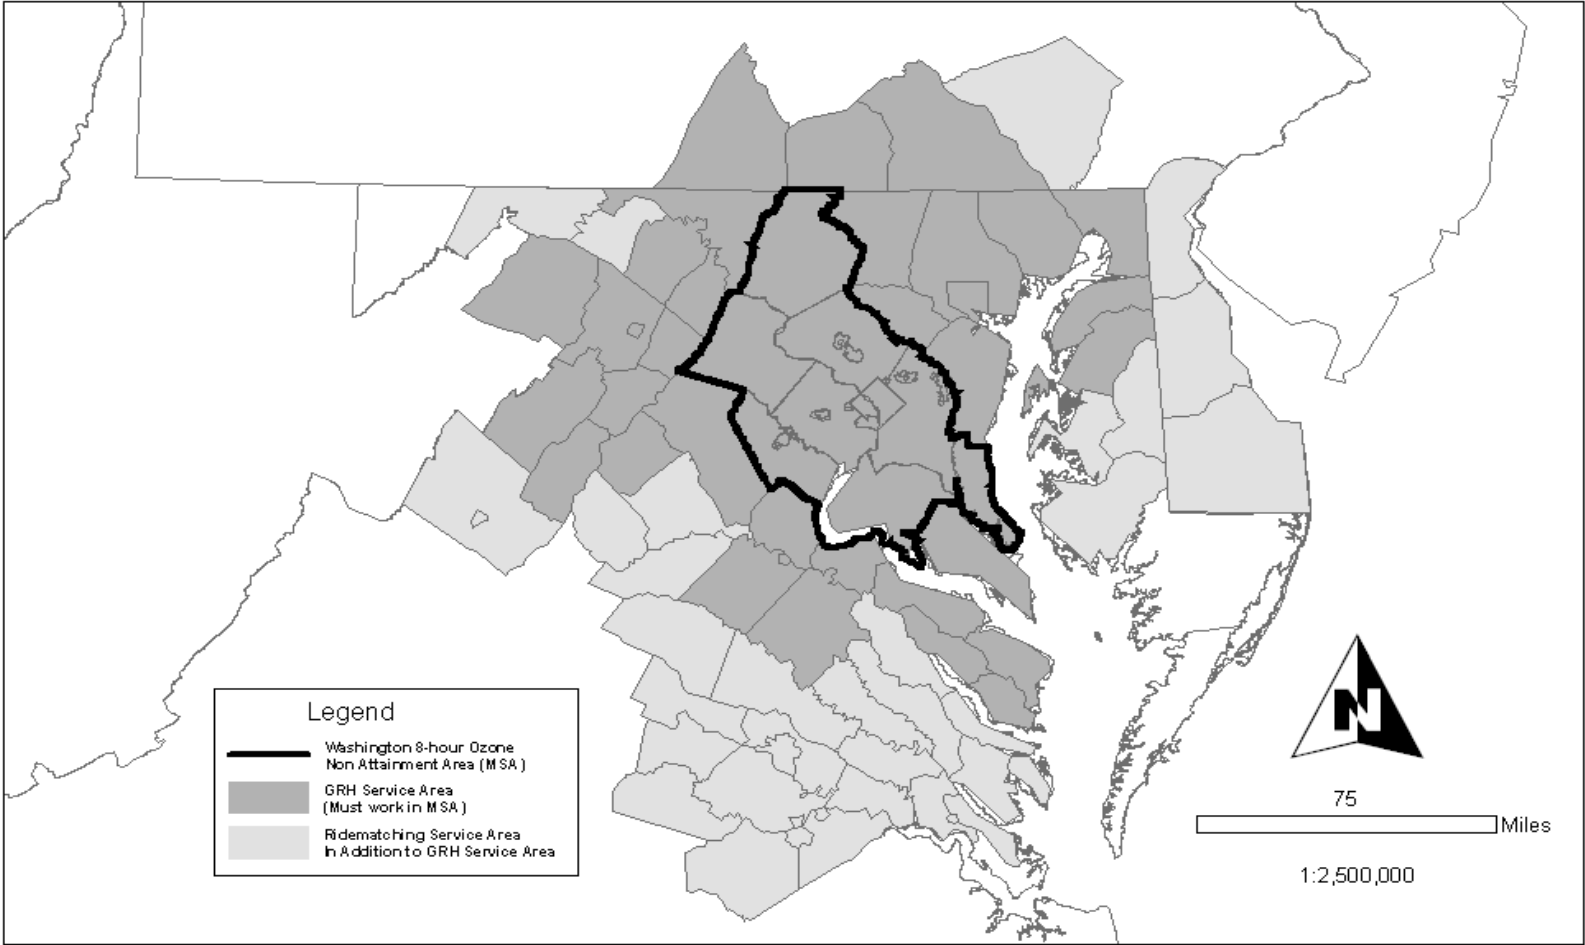 Legend
Washington 8-hour Ozone
Non Attainment Area (MSA)
GRH Service Area
(Must work in MSA)
Ridematching Service Area
In Addition to GRH Service Area
N
75
Miles
1:2,500,000